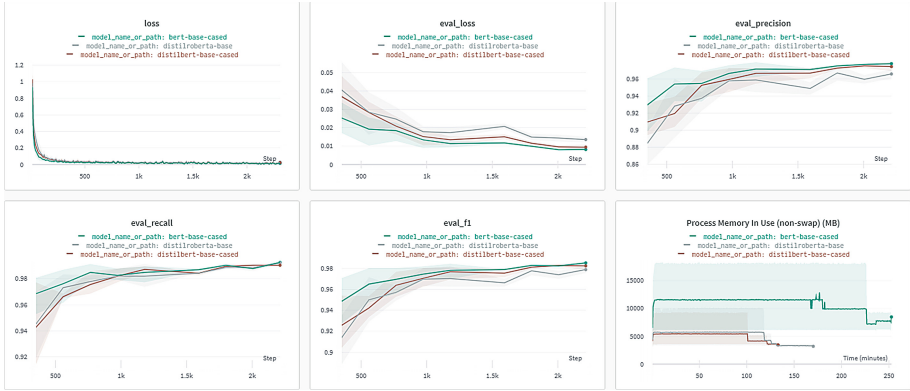 loss
model_name_or_path: bert-base-cased
model_name_or_path: distilroberta-base
model_name_or_path: distilbert-base-cased
1.2
1
0.8
0.6
0.4
0.2
0
Step
500
1k
1.5k
2k
eval_loss
model_name_or_path: bert-base-cased
model_name_or_path: distilroberta-base
model_name_or_path: distilbert-base-cased
0.05
0.04
0.03
0.02
0.01
0
Step
500
1k
1.5k
2k
eval_precision
model_name_or_path: bert-base-cased
model_name_or_path: distilroberta-base
model_name_or_path: distilbert-base-cased
0.96
0.94
0.92
0.9
0.88
0.86
Step
500
1k
1.5k
2k
eval_recall
model_name_or_path: bert-base-cased
model_name_or_path: distilroberta-base
model_name_or_path: distilbert-base-cased
0.98
0.96
0.94
0.92
Step
500
1k
1.5k
2k
eval_f1
model_name_or_path: bert-base-cased
model_name_or_path: distilroberta-base
model_name_or_path: distilbert-base-cased
0.98
0.96
0.94
0.92
0.9
Step
500
1k
1.5k
2k
Process Memory In Use (non-swap) (MB)
model_name_or_path: bert-base-cased
model_name_or_path: distilroberta-base
model_name_or_path: distilbert-base-cased
15000
10000
5000
0
Time (minutes)
50
100
150
200
250